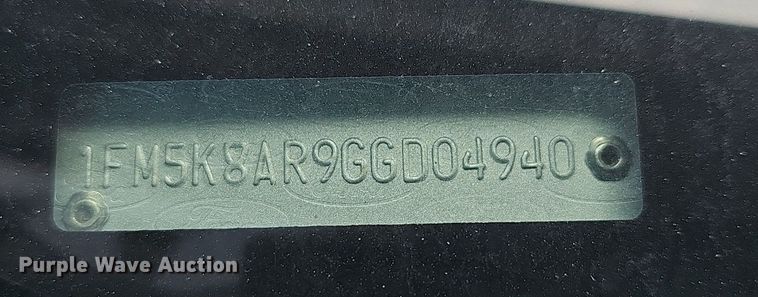 1FM5K8AR9GGD04940
Purple Wave Auction